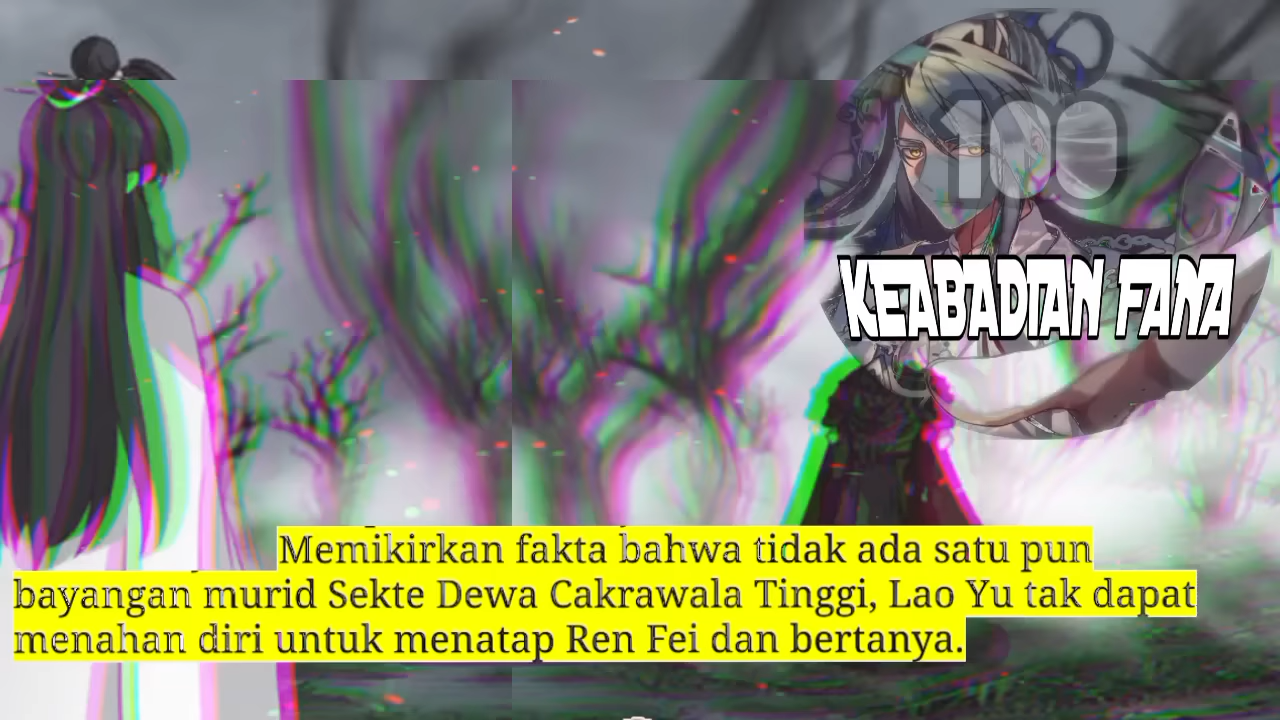 100
KEABADIAN FANA
Memikirkan fakta bahwa tidak ada satu pun
bayangan murid Sekte Dewa Cakrawala Tinggi, Lao Yu tak dapat
menahan diri untuk menatap Ren Fei dan bertanya.